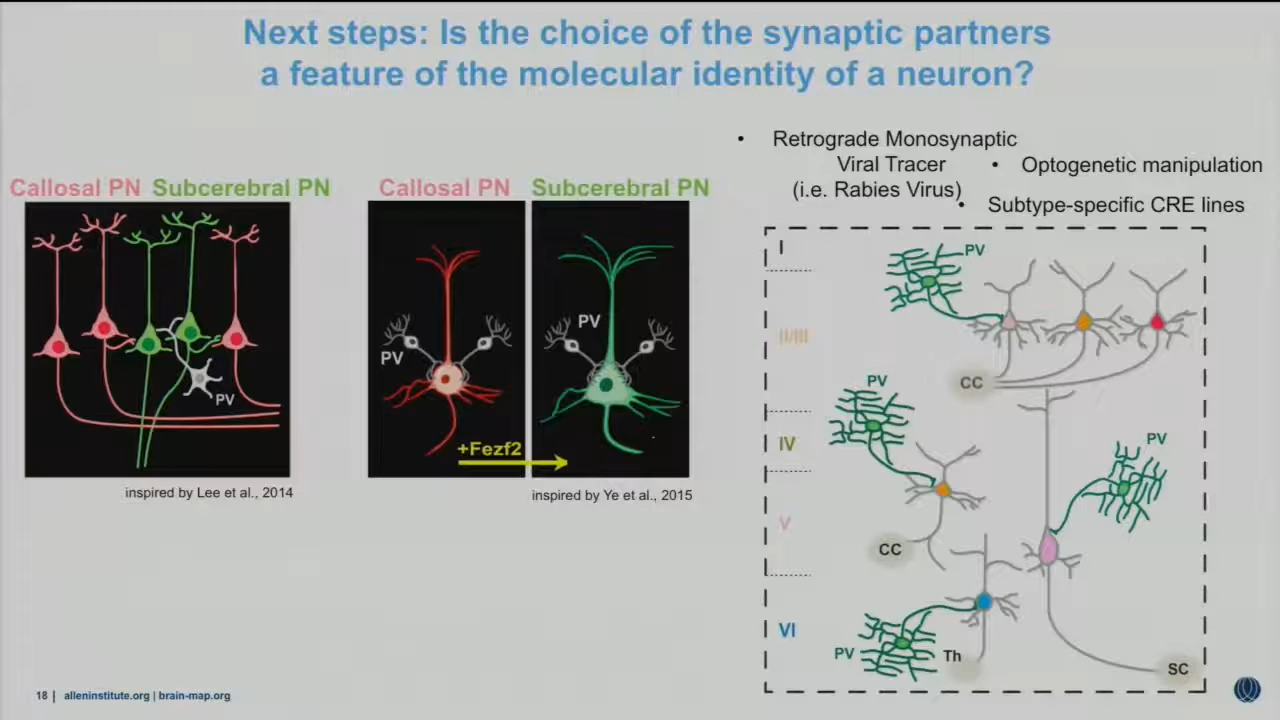 Next steps: Is the choice of the synaptic partners
a feature of the molecular identity of a neuron?
• Retrograde Monosynaptic
Viral Tracer
(i.e. Rabies Virus)
• Optogenetic manipulation
• Subtype-specific CRE lines
Callosal PN Subcerebral PN
PV
inspired by Lee et al., 2014
Callosal PN Subcerebral PN
PV
PV
+Fezf2
inspired by Ye et al., 2015
I
PV
II/III
CC
PV
IV
PV
V
CC
VI
PV
Th
SC
18 | alleninstitute.org | brain-map.org